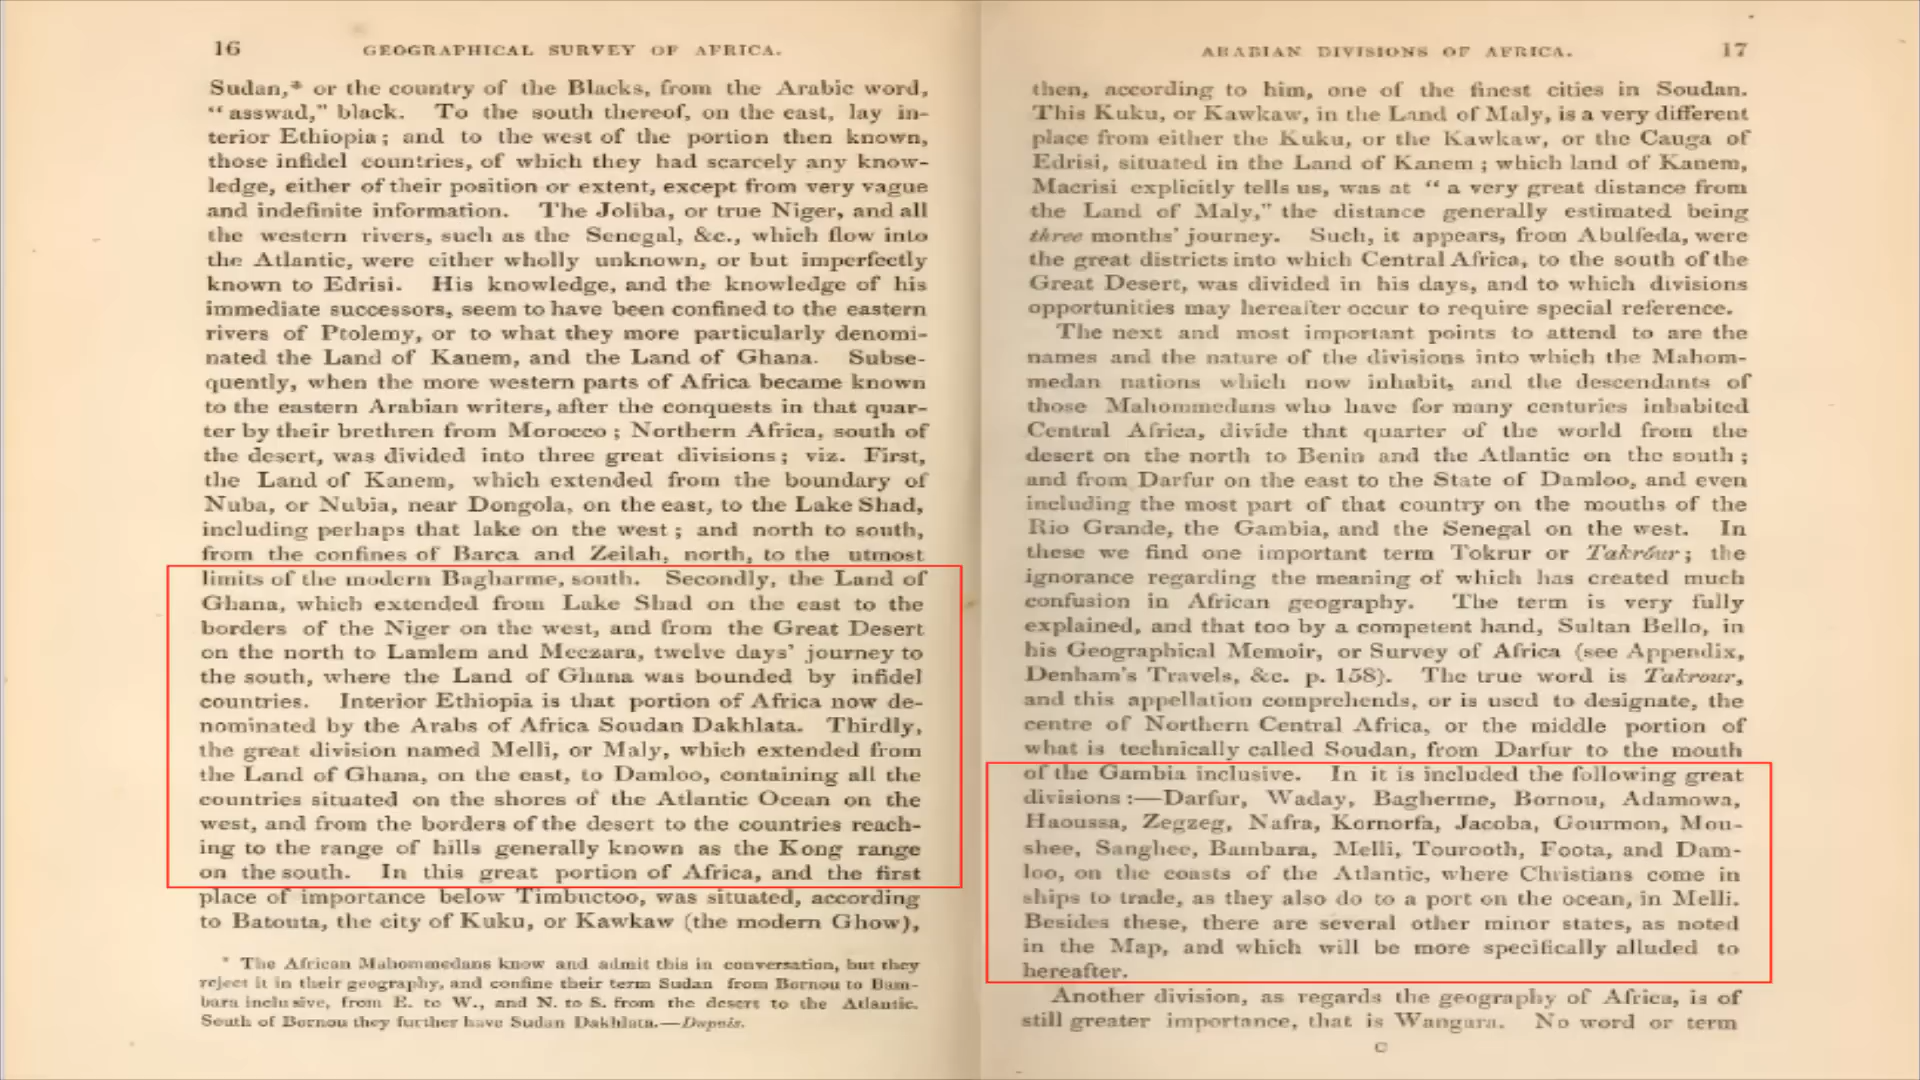 16
GEOGRAPHICAL SURVEY OF AFRICA.
Sudan,* or the country of the Blacks, from the Arabic word,
“asswad,” black. To the south thereof, on the east, lay in-
terior Ethiopia; and to the west of the portion then known,
those infidel countries, of which they had scarcely any know-
ledge, either of their position or extent, except from very vague
and indefinite information. The Joliba, or true Niger, and all
the western rivers, such as the Senegal, &c., which flow into
the Atlantic, were either wholly unknown, or but imperfectly
known to Edrisi. His knowledge, and the knowledge of his
immediate successors, seem to have been confined to the eastern
rivers of Ptolemy, or to what they more particularly denomi-
nated the Land of Kanem, and the Land of Ghana. Subse-
quently, when the more western parts of Africa became known
to the eastern Arabian writers, after the conquests in that quar-
ter by their brethren from Morocco; Northern Africa, south of
the desert, was divided into three great divisions; viz. First,
the Land of Kanem, which extended from the boundary of
Nuba, or Nubia, near Dongola, on the east, to the Lake Shad,
including perhaps that lake on the west; and north to south,
from the confines of Barca and Zeilah, north, to the utmost
limits of the modern Bagharme, south. Secondly, the Land of
Ghana, which extended from Lake Shad on the east to the
borders of the Niger on the west, and from the Great Desert
on the north to Lamlem and Meczara, twelve days’ journey to
the south, where the Land of Ghana was bounded by infidel
countries. Interior Ethiopia is that portion of Africa now de-
nominated by the Arabs of Africa Soudan Dakhlata. Thirdly,
the great division named Melli, or Maly, which extended from
the Land of Ghana, on the east, to Damloo, containing all the
countries situated on the shores of the Atlantic Ocean on the
west, and from the borders of the desert to the countries reach-
ing to the range of hills generally known as the Kong range
on the south. In this great portion of Africa, and the first
place of importance below Timbuctoo, was situated, according
to Batouta, the city of Kuku, or Kawkaw (the modern Ghow),
* The African Mahommedans know and admit this in conversation, but they
reject it in their geography, and confine their term Sudan from Bornou to Bam-
bara inclusive, from E. to W., and N. to S. from the desert to the Atlantic.
South of Bornou they further have Sudan Dakhlata.—Dupuis.
ARABIAN DIVISIONS OF AFRICA.
17
then, according to him, one of the finest cities in Soudan.
This Kuku, or Kawkaw, in the Land of Maly, is a very different
place from either the Kuku, or the Kawkaw, or the Cauga of
Edrisi, situated in the Land of Kanem; which land of Kanem,
Macrisi explicitly tells us, was at “a very great distance from
the Land of Maly,” the distance generally estimated being
three months’ journey. Such, it appears, from Abulfeda, were
the great districts into which Central Africa, to the south of the
Great Desert, was divided in his days, and to which divisions
opportunities may hereafter occur to require special reference.
The next and most important points to attend to are the
names and the nature of the divisions into which the Mahom-
medan nations which now inhabit, and the descendants of
those Mahommedans who have for many centuries inhabited
Central Africa, divide that quarter of the world from the
desert on the north to Benin and the Atlantic on the south;
and from Darfur on the east to the State of Damloo, and even
including the most part of that country on the mouths of the
Rio Grande, the Gambia, and the Senegal on the west. In
these we find one important term Tokrur or Takróur; the
ignorance regarding the meaning of which has created much
confusion in African geography. The term is very fully
explained, and that too by a competent hand, Sultan Bello, in
his Geographical Memoir, or Survey of Africa (see Appendix,
Denham’s Travels, &c. p. 158). The true word is Takrour,
and this appellation comprehends, or is used to designate, the
centre of Northern Central Africa, or the middle portion of
what is technically called Soudan, from Darfur to the mouth
of the Gambia inclusive. In it is included the following great
divisions:—Darfur, Waday, Bagherme, Bornou, Adamowa,
Haoussa, Zegzeg, Nafra, Kornorfa, Jacoba, Gourmon, Mou-
shee, Sanghee, Bambara, Melli, Tourooth, Foota, and Dam-
loo, on the coasts of the Atlantic, where Christians come in
ships to trade, as they also do to a port on the ocean, in Melli.
Besides these, there are several other minor states, as noted
in the Map, and which will be more specifically alluded to
hereafter.
Another division, as regards the geography of Africa, is of
still greater importance, that is Wangara. No word or term
C